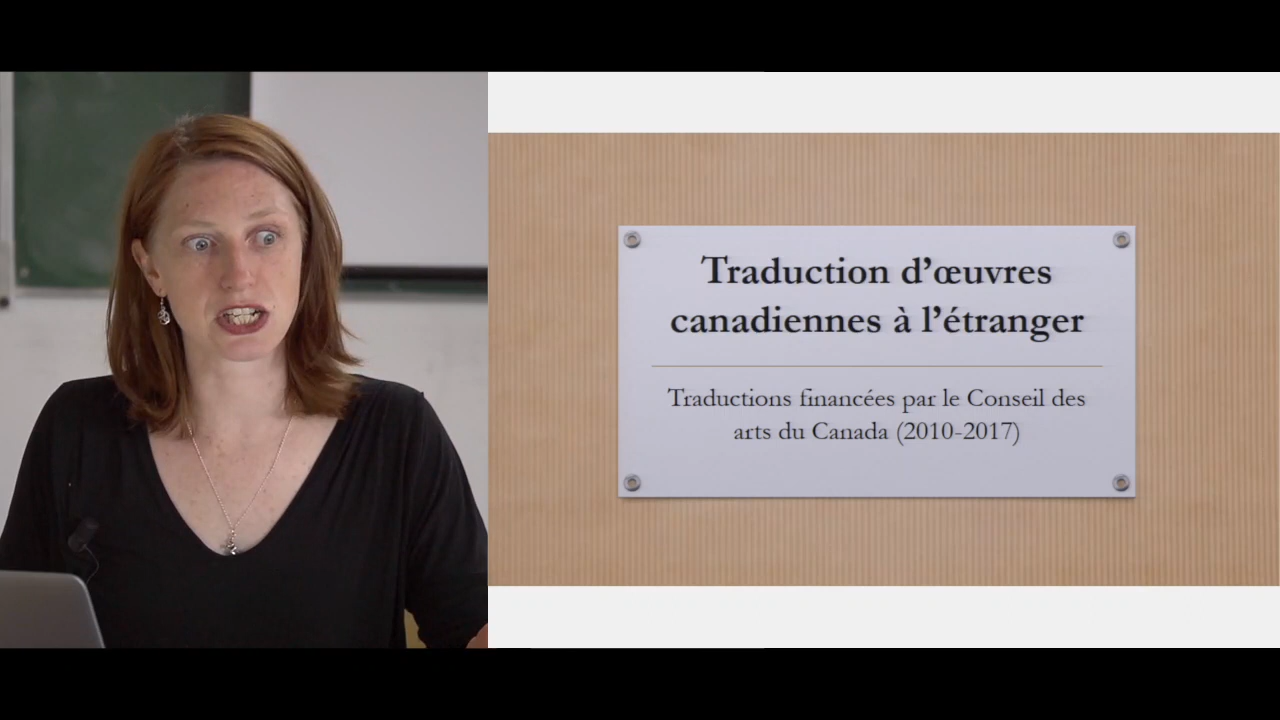 Traduction d’œuvres
canadiennes à l’étranger
Traductions financées par le Conseil des
arts du Canada (2010-2017)